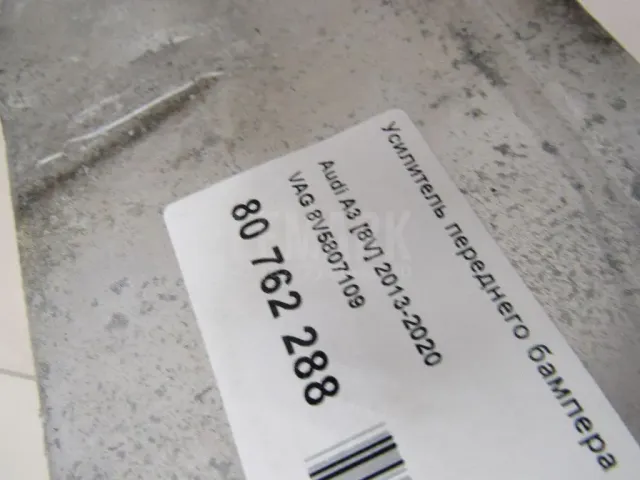 Усилитель переднего бампера
Audi A3 [8V] 2013-2020
VAG 8V5807109
80 762 288